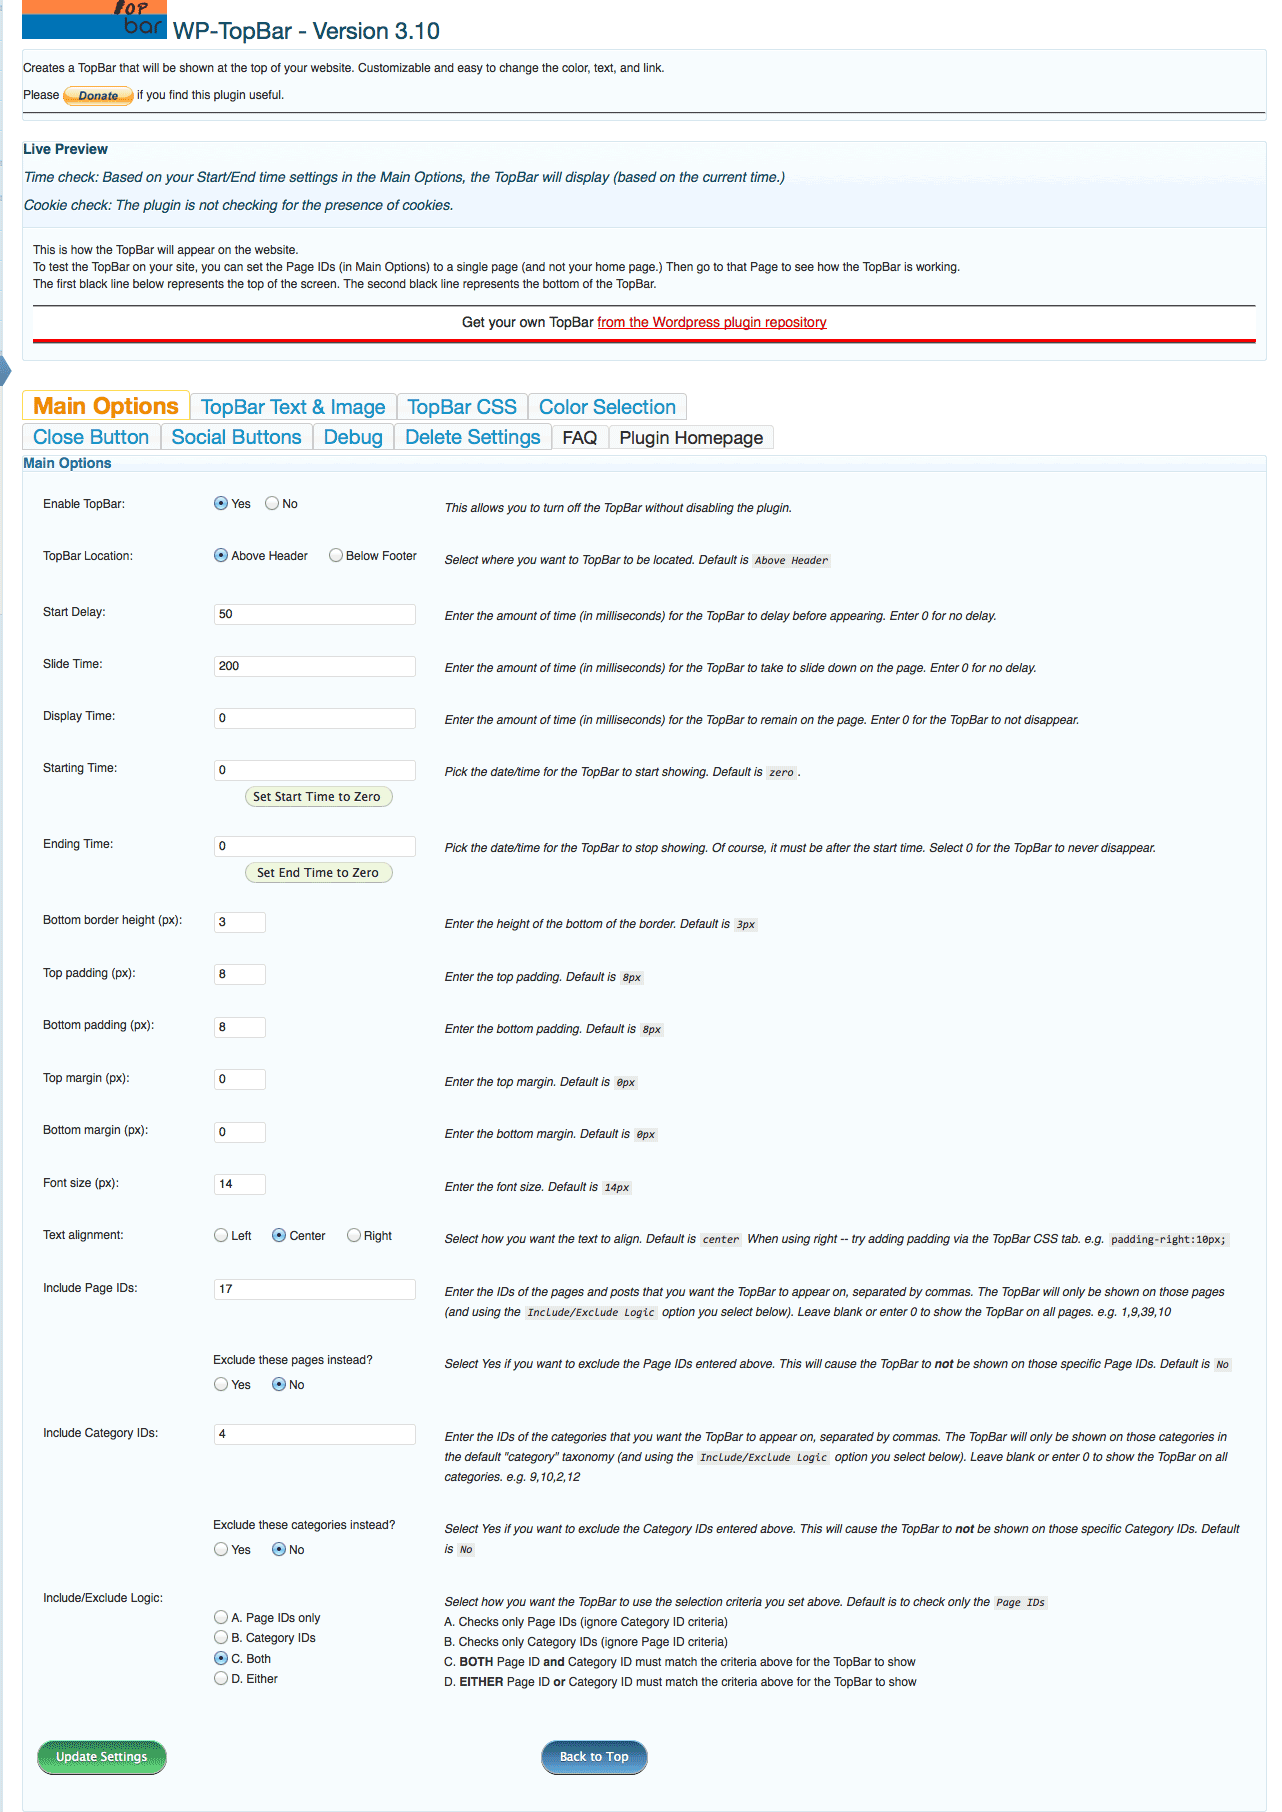 TOP
bar
WP-TopBar - Version 3.10
Creates a TopBar that will be shown at the top of your website. Customizable and easy to change the color, text, and link.
Please Donate if you find this plugin useful.
Live Preview
Time check: Based on your Start/End time settings in the Main Options, the TopBar will display (based on the current time.)
Cookie check: The plugin is not checking for the presence of cookies.
This is how the TopBar will appear on the website.
To test the TopBar on your site, you can set the Page IDs (in Main Options) to a single page (and not your home page.) Then go to that Page to see how the TopBar is working.
The first black line below represents the top of the screen. The second black line represents the bottom of the TopBar.
Get your own TopBar from the Wordpress plugin repository
Main Options TopBar Text & Image TopBar CSS Color Selection
Close Button Social Buttons Debug Delete Settings FAQ Plugin Homepage
Main Options
Enable TopBar: Yes No This allows you to turn off the TopBar without disabling the plugin.
TopBar Location: Above Header Below Footer Select where you want to TopBar to be located. Default is Above Header
Start Delay: 50 Enter the amount of time (in milliseconds) for the TopBar to delay before appearing. Enter 0 for no delay.
Slide Time: 200 Enter the amount of time (in milliseconds) for the TopBar to take to slide down on the page. Enter 0 for no delay.
Display Time: 0 Enter the amount of time (in milliseconds) for the TopBar to remain on the page. Enter 0 for the TopBar to not disappear.
Starting Time: 0 Pick the date/time for the TopBar to start showing. Default is zero .
Set Start Time to Zero
Ending Time: 0 Pick the date/time for the TopBar to stop showing. Of course, it must be after the start time. Select 0 for the TopBar to never disappear.
Set End Time to Zero
Bottom border height (px): 3 Enter the height of the bottom of the border. Default is 3px
Top padding (px): 8 Enter the top padding. Default is 8px
Bottom padding (px): 8 Enter the bottom padding. Default is 8px
Top margin (px): 0 Enter the top margin. Default is 0px
Bottom margin (px): 0 Enter the bottom margin. Default is 0px
Font size (px): 14 Enter the font size. Default is 14px
Text alignment: Left Center Right Select how you want the text to align. Default is center When using right -- try adding padding via the TopBar CSS tab. e.g. padding-right:10px;
Include Page IDs: 17 Enter the IDs of the pages and posts that you want the TopBar to appear on, separated by commas. The TopBar will only be shown on those pages
(and using the Include/Exclude Logic option you select below). Leave blank or enter 0 to show the TopBar on all pages. e.g. 1,9,39,10
Exclude these pages instead? Select Yes if you want to exclude the Page IDs entered above. This will cause the TopBar to not be shown on those specific Page IDs. Default is No
Yes No
Include Category IDs: 4 Enter the IDs of the categories that you want the TopBar to appear on, separated by commas. The TopBar will only be shown on those categories in
the default "category" taxonomy (and using the Include/Exclude Logic option you select below). Leave blank or enter 0 to show the TopBar on all
categories. e.g. 9,10,2,12
Exclude these categories instead? Select Yes if you want to exclude the Category IDs entered above. This will cause the TopBar to not be shown on those specific Category IDs. Default
Yes No is No
Include/Exclude Logic: Select how you want the TopBar to use the selection criteria you set above. Default is to check only the Page IDs
A. Page IDs only A. Checks only Page IDs (ignore Category ID criteria)
B. Category IDs B. Checks only Category IDs (ignore Page ID criteria)
C. Both C. BOTH Page ID and Category ID must match the criteria above for the TopBar to show
D. Either D. EITHER Page ID or Category ID must match the criteria above for the TopBar to show
Update Settings Back to Top